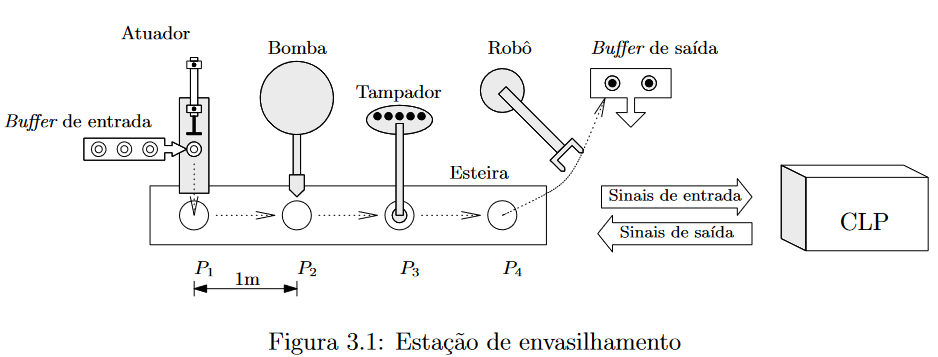 Atuador
Bomba
Robô
Buffer de saída
Tampador
Buffer de entrada
Esteira
Sinais de entrada
Sinais de saída
CLP
P1
P2
P3
P4
1m
Figura 3.1: Estação de envasilhamento